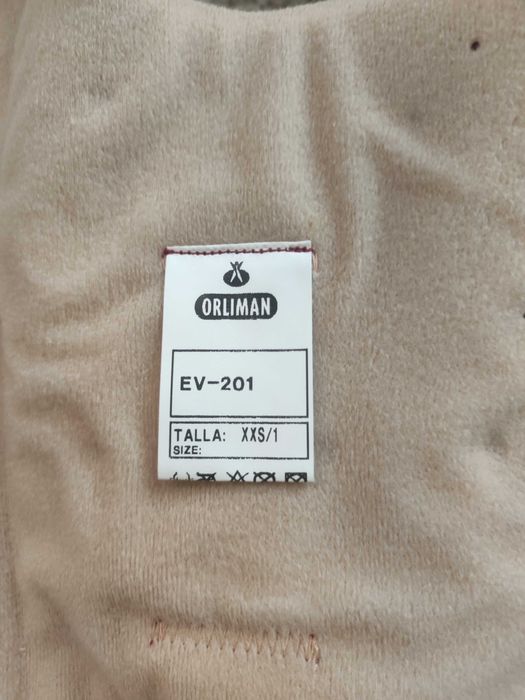 ORLIMAN
EV-201
TALLA: XXS/1
SIZE: